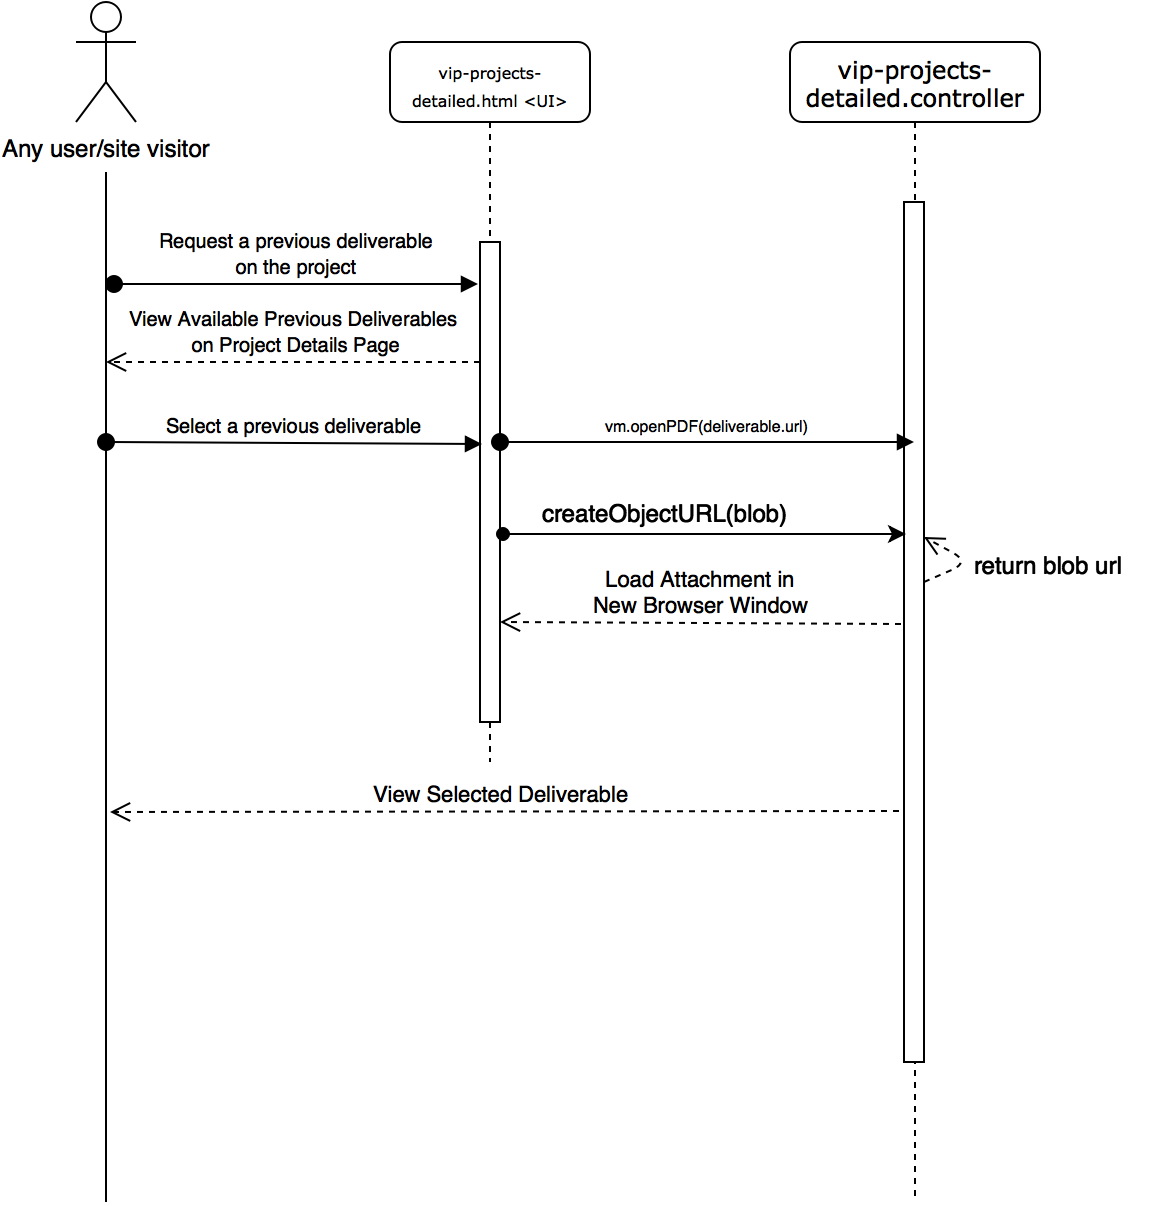 vip-projects-
detailed.html <UI>
vip-projects-
detailed.controller
Any user/site visitor
Request a previous deliverable
on the project
View Available Previous Deliverables
on Project Details Page
Select a previous deliverable
vm.openPDF(deliverable.url)
createObjectURL(blob)
return blob url
Load Attachment in
New Browser Window
View Selected Deliverable